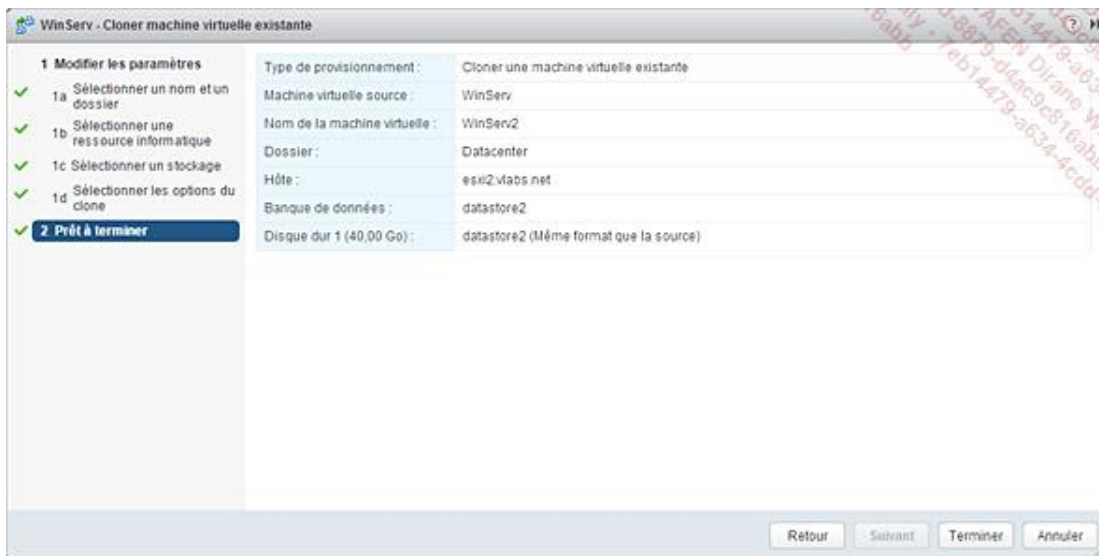 WinServ - Cloner machine virtuelle existante
1 Modifier les paramètres
1a Sélectionner un nom et un
dossier
1b Sélectionner une
ressource informatique
1c Sélectionner un stockage
1d Sélectionner les options du
clone
2 Prêt à terminer
Type de provisionnement : Cloner une machine virtuelle existante
Machine virtuelle source : WinServ
Nom de la machine virtuelle : WinServ2
Dossier : Datacenter
Hôte : esxi2.vlabs.net
Banque de données : datastore2
Disque dur 1 (40,00 Go) : datastore2 (Même format que la source)
Retour Suivant Terminer Annuler